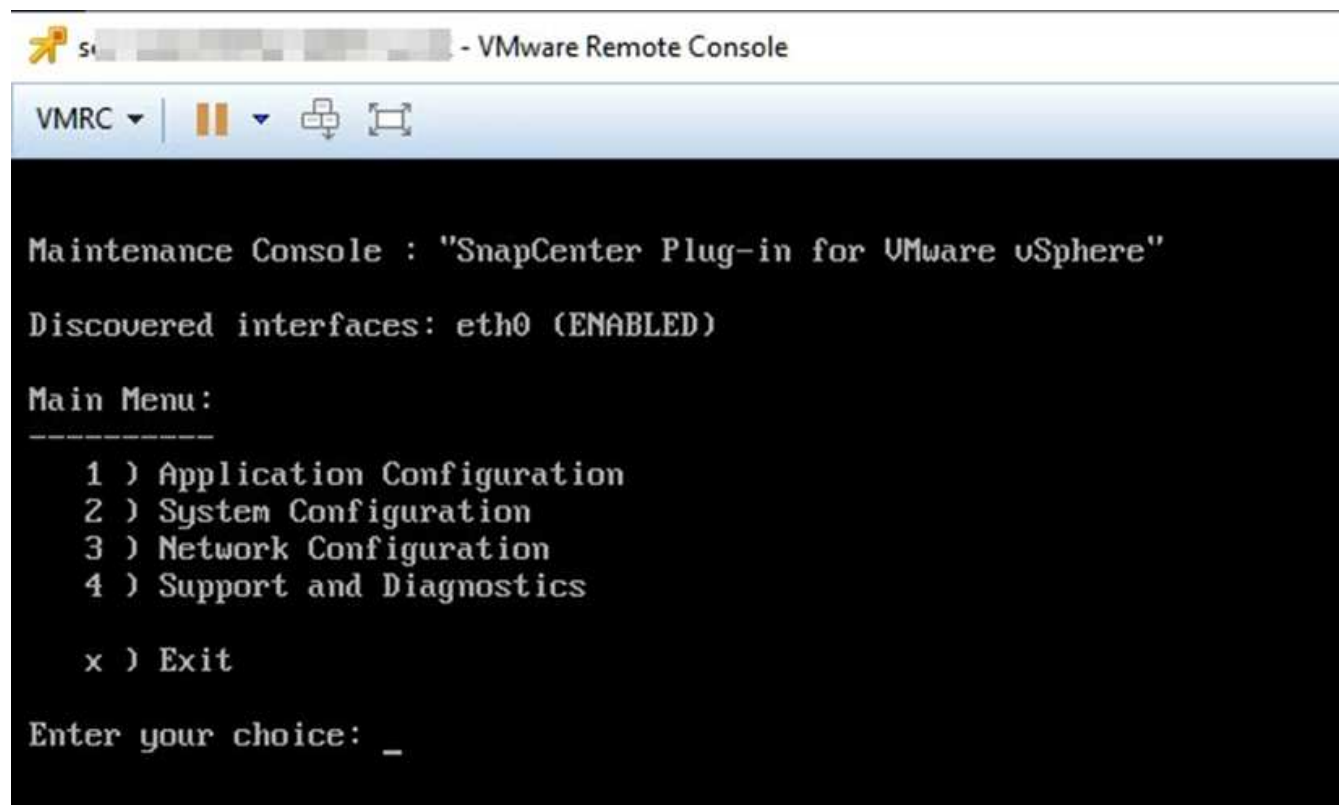 - VMware Remote Console
VMRC
Maintenance Console : "SnapCenter Plug-in for VMware vSphere"
Discovered interfaces: eth0 (ENABLED)
Main Menu:
----------
1 ) Application Configuration
2 ) System Configuration
3 ) Network Configuration
4 ) Support and Diagnostics
x ) Exit
Enter your choice: _